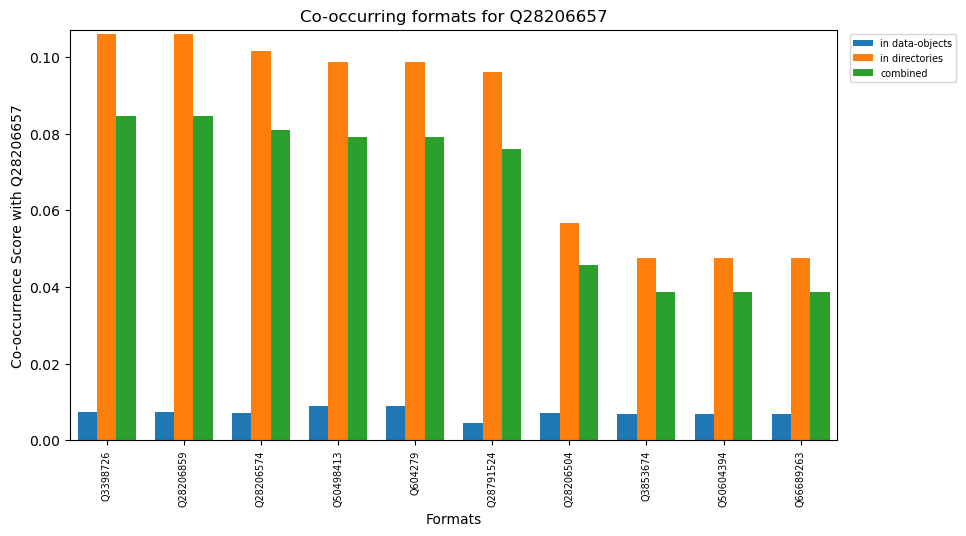 Co-occurring formats for Q28206657
in data-objects
in directories
combined
Co-occurrence Score with Q28206657
0.10
0.08
0.06
0.04
0.02
0.00
Q3398726
Q28206859
Q28206574
Q50498413
Q604279
Q28791524
Q28206504
Q3853674
Q50604394
Q66689263
Formats